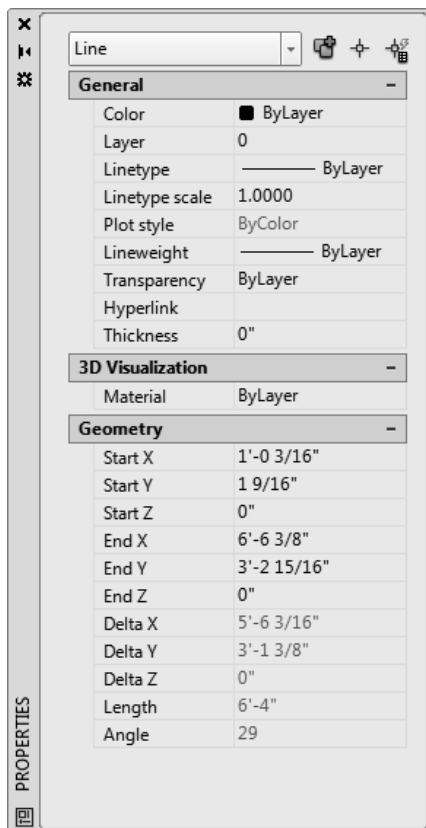 Line
General
Color ByLayer
Layer 0
Linetype ByLayer
Linetype scale 1.0000
Plot style ByColor
Lineweight ByLayer
Transparency ByLayer
Hyperlink
Thickness 0"
3D Visualization
Material ByLayer
Geometry
Start X 1'-0 3/16"
Start Y 1 9/16"
Start Z 0"
End X 6'-6 3/8"
End Y 3'-2 15/16"
End Z 0"
Delta X 5'-6 3/16"
Delta Y 3'-1 3/8"
Delta Z 0"
Length 6'-4"
Angle 29
PROPERTIES